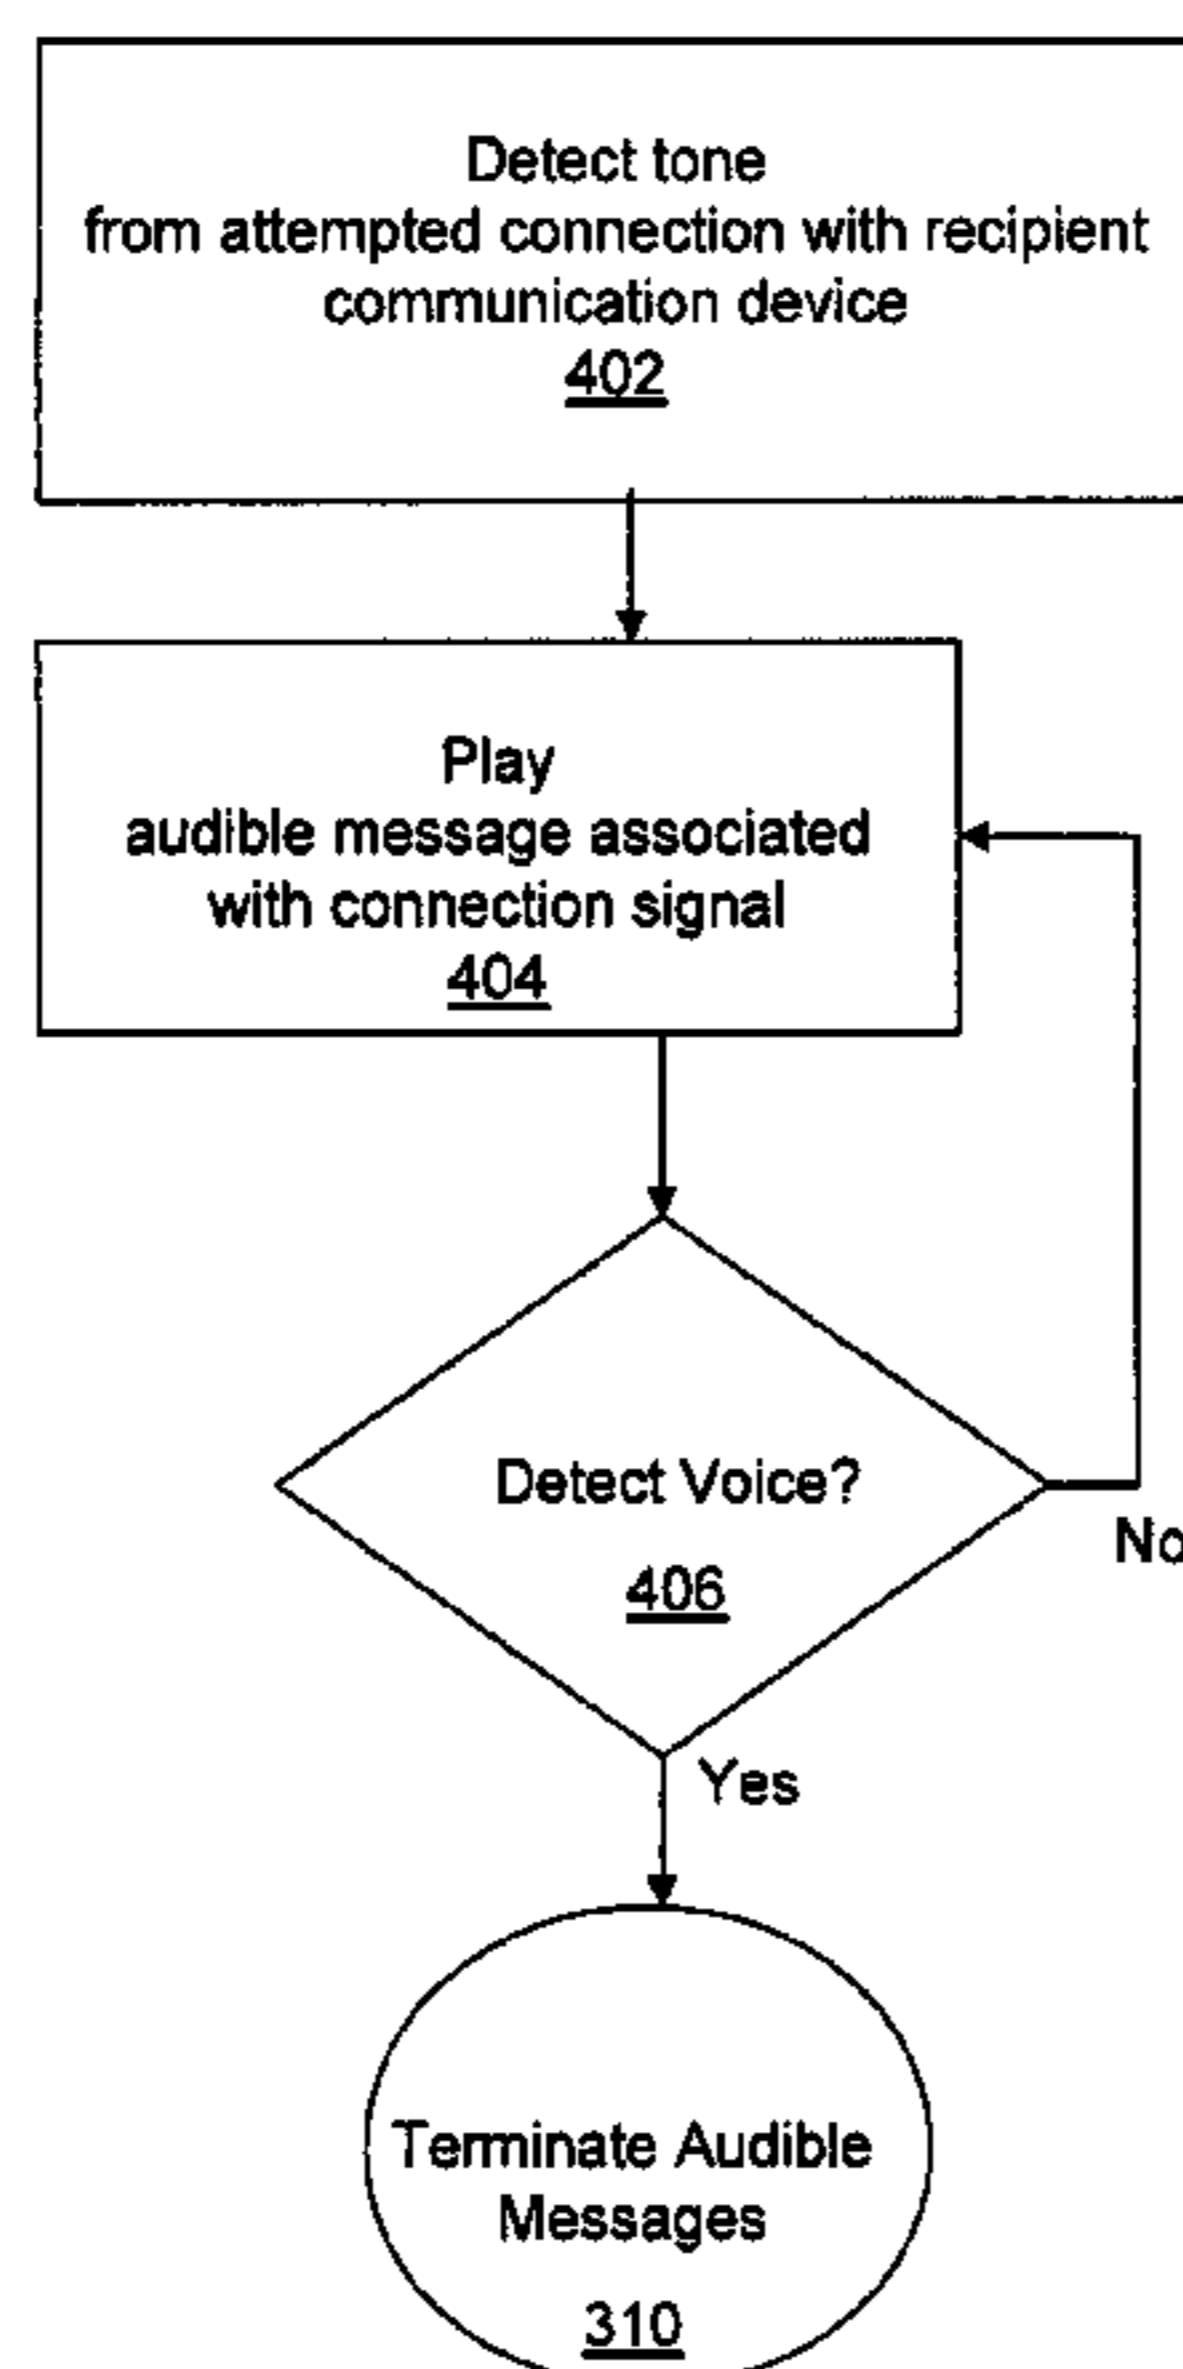 Detect tone
from attempted connection with recipient
communication device
402
Play
audible message associated
with connection signal
404
Detect Voice?
406
No
Yes
Terminate Audible
Messages
310